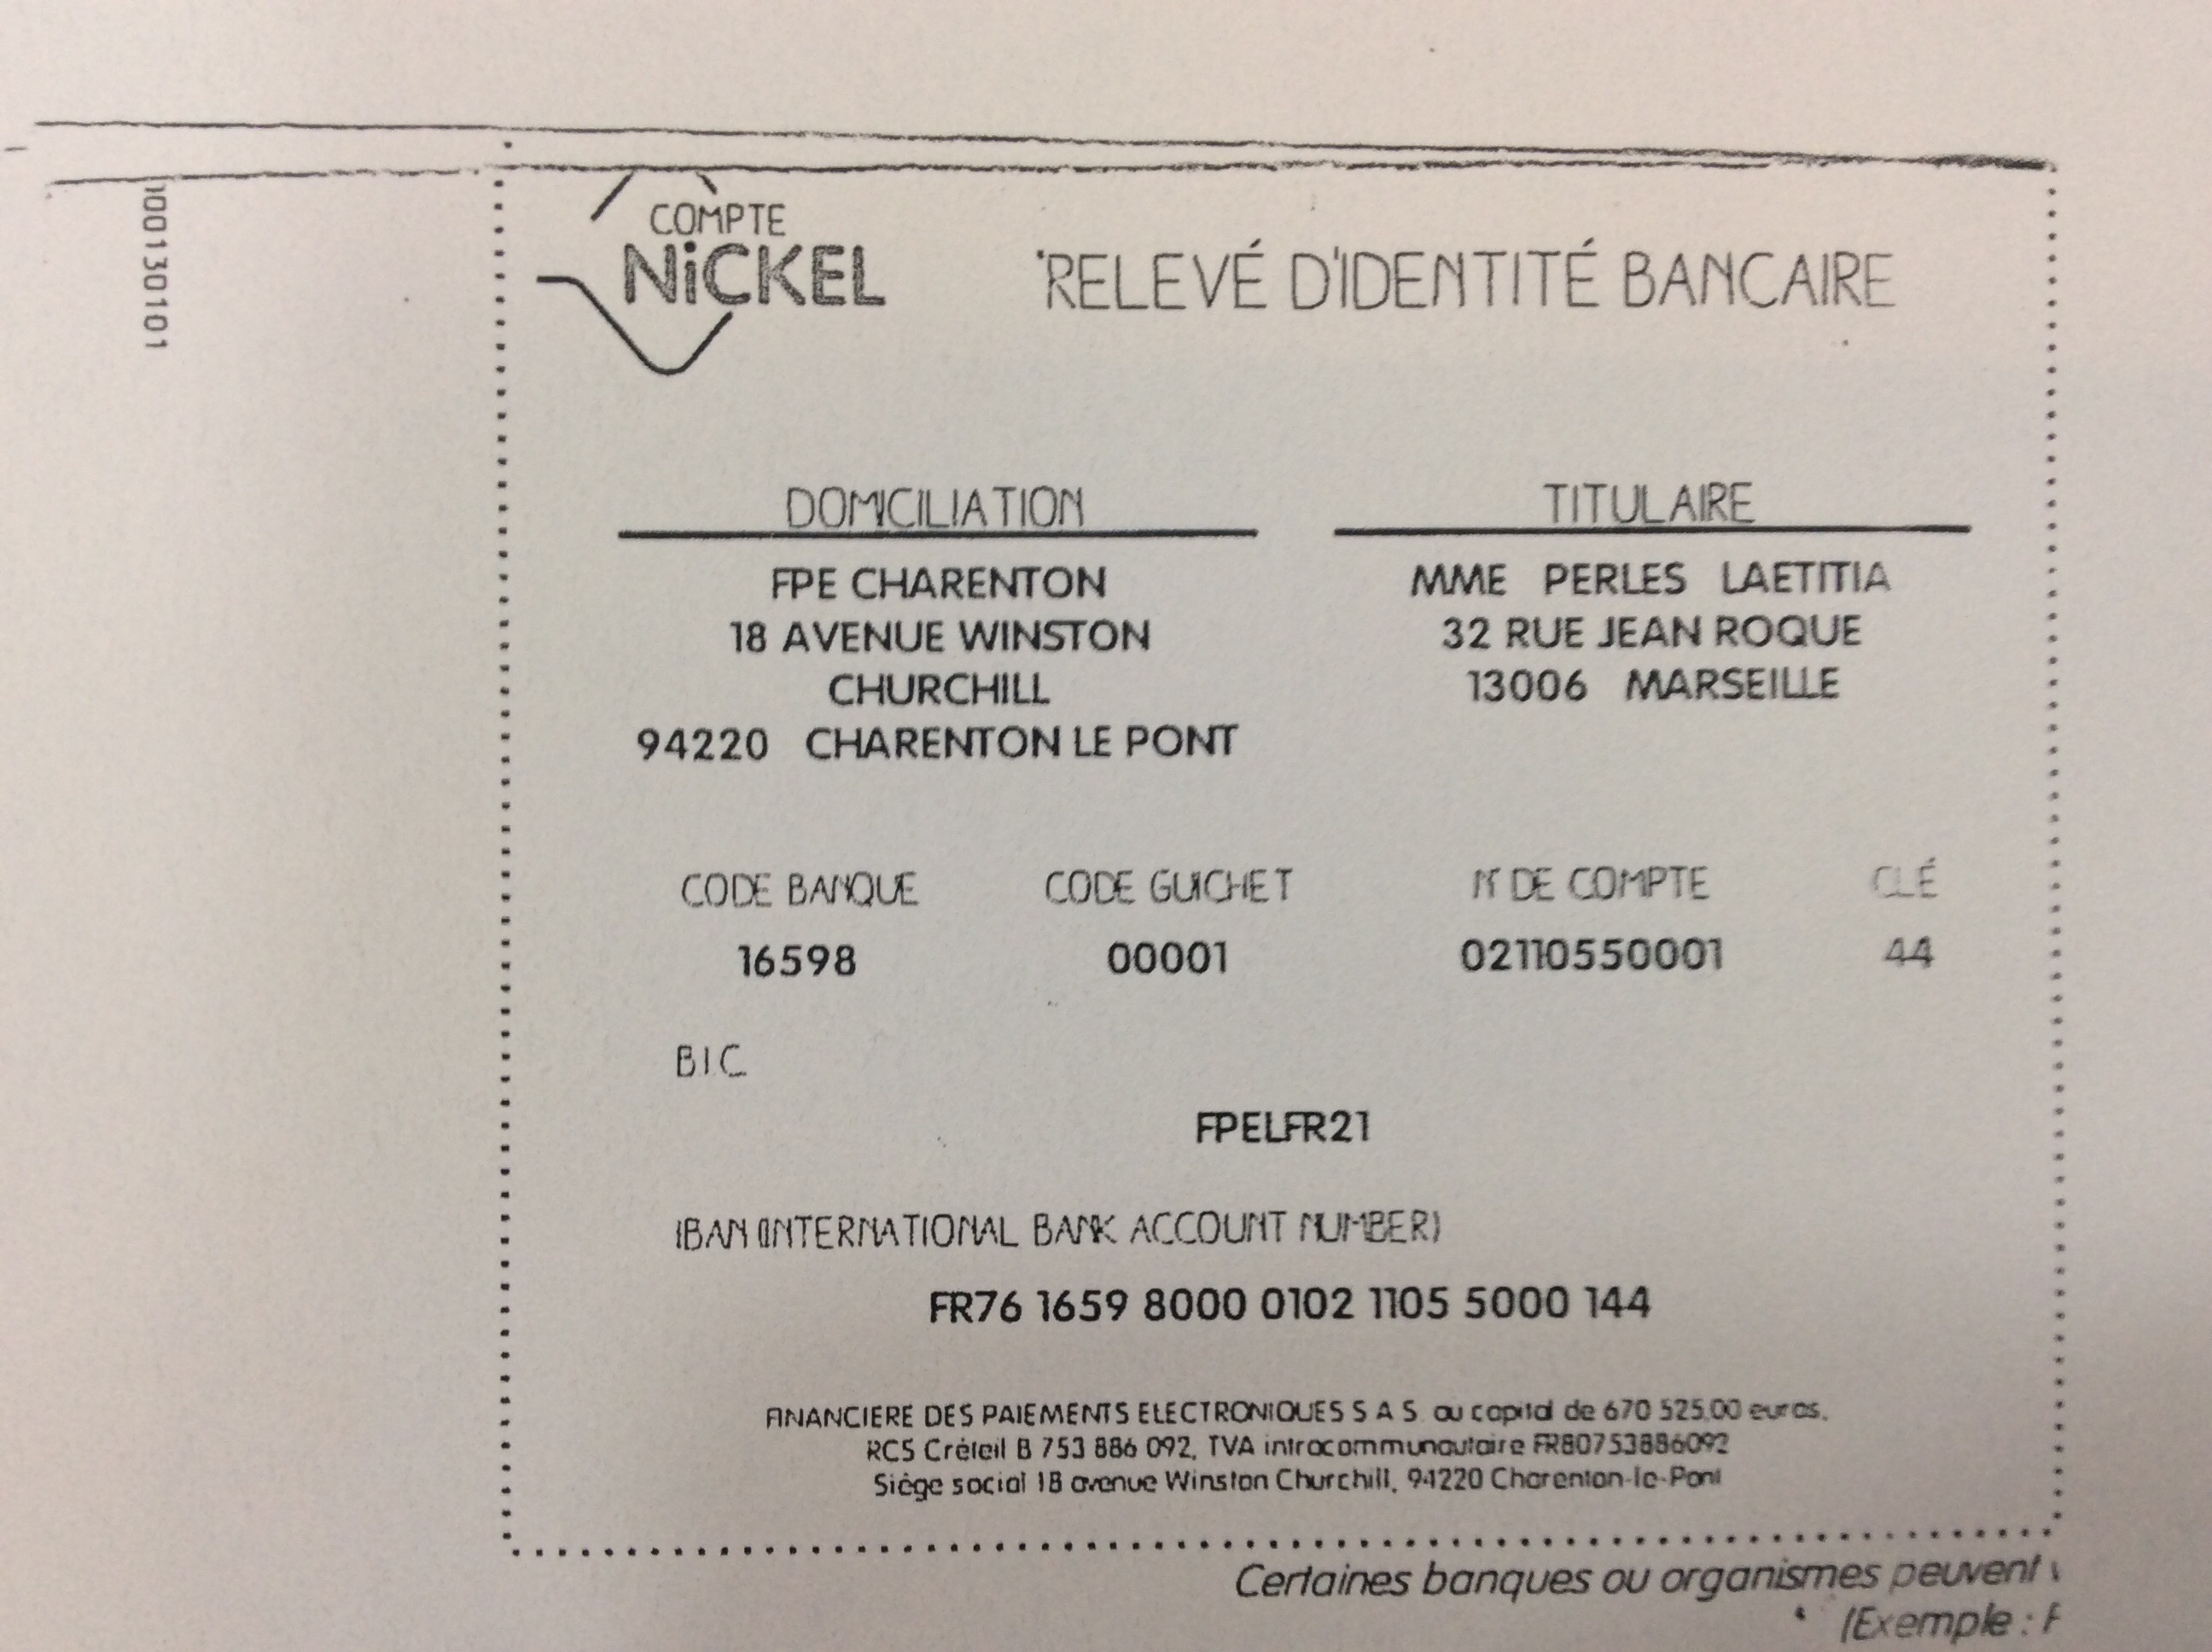 100130101
COMPTE
NiCKEL
RELEVÉ D'IDENTITÉ BANCAIRE
DOMICILIATION
FPE CHARENTON
18 AVENUE WINSTON
CHURCHILL
94220 CHARENTON LE PONT
TITULAIRE
MME PERLES LAETITIA
32 RUE JEAN ROQUE
13006 MARSEILLE
CODE BANQUE CODE GUICHET N° DE COMPTE CLÉ
16598 00001 02110550001 44
BIC
FPELFR21
IBAN (INTERNATIONAL BANK ACCOUNT NUMBER)
FR76 1659 8000 0102 1105 5000 144
FINANCIERE DES PAIEMENTS ELECTRONIQUES S A S au capital de 670 525,00 euros.
RCS Créteil B 753 886 092, TVA intracommunautaire FR80753886092
Siège social 18 avenue Winston Churchill, 94220 Charenton-le-Pont
Certaines banques ou organismes peuvent
(Exemple :